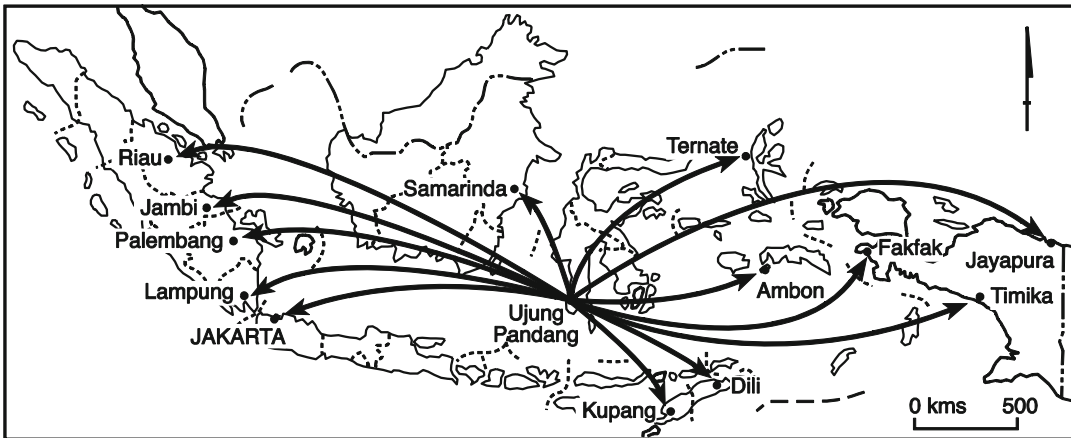 Riau
Jambi
Palembang
Lampung
JAKARTA
Samarinda
Ujung
Pandang
Ternate
Ambon
Fakfak
Jayapura
Timika
Dili
Kupang
0 kms 500